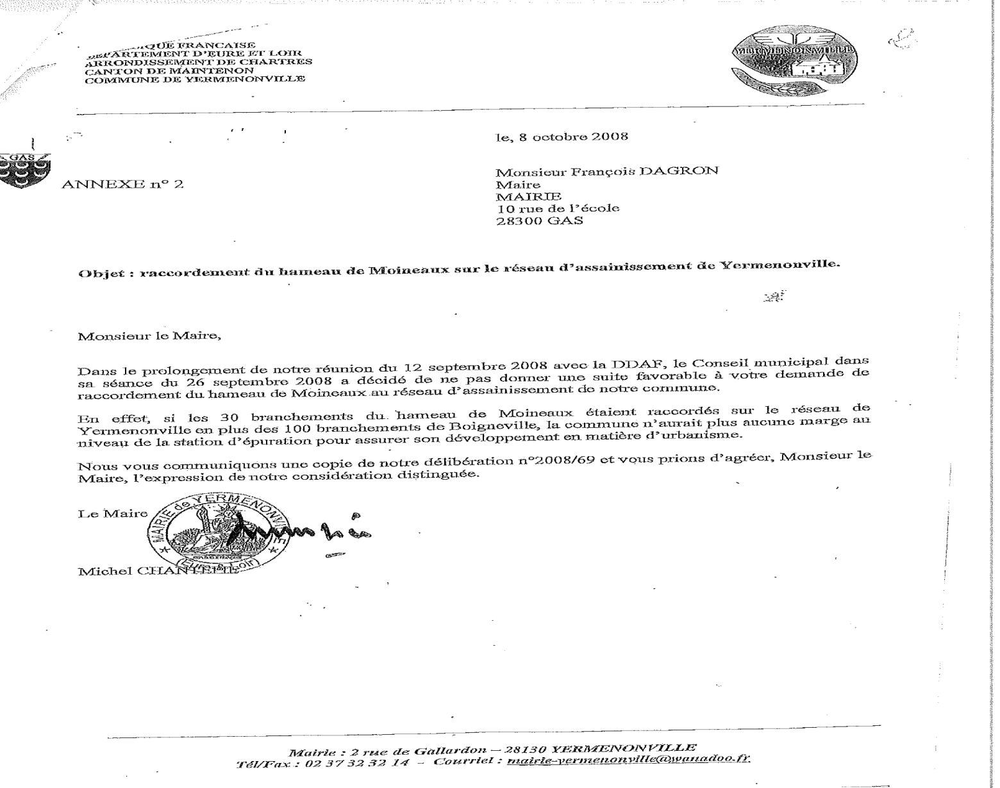 QUE FRANCAISE
DEPARTEMENT D'EURE ET LOIR
ARRONDISSEMENT DE CHARTRES
CANTON DE MAINTENON
COMMUNE DE YERMENONVILLE
YERMENONVILLE
le, 8 octobre 2008
GAS
ANNEXE n° 2
Monsieur François DAGRON
Maire
MAIRIE
10 rue de l'école
28300 GAS
Objet : raccordement du hameau de Moineaux sur le réseau d'assainissement de Yermenonville.
Monsieur le Maire,
Dans le prolongement de notre réunion du 12 septembre 2008 avec la DDAF, le Conseil municipal dans
sa séance du 26 septembre 2008 a décidé de ne pas donner une suite favorable à votre demande de
raccordement du hameau de Moineaux au réseau d'assainissement de notre commune.
En effet, si les 30 branchements du hameau de Moineaux étaient raccordés sur le réseau de
Yermenonville en plus des 100 branchements de Boigneville, la commune n'aurait plus aucune marge au
niveau de la station d'épuration pour assurer son développement en matière d'urbanisme.
Nous vous communiquons une copie de notre délibération n°2008/69 et vous prions d'agréer, Monsieur le
Maire, l'expression de notre considération distinguée.
Le Maire
MAIRIE de YERMENONVILLE
(Eure & Loir)
Michel
Mairie : 2 rue de Gallardon – 28130 YERMENONVILLE
Tél/Fax : 02 37 32 32 14 – Courriel : mairie-yermenonville@wanadoo.fr